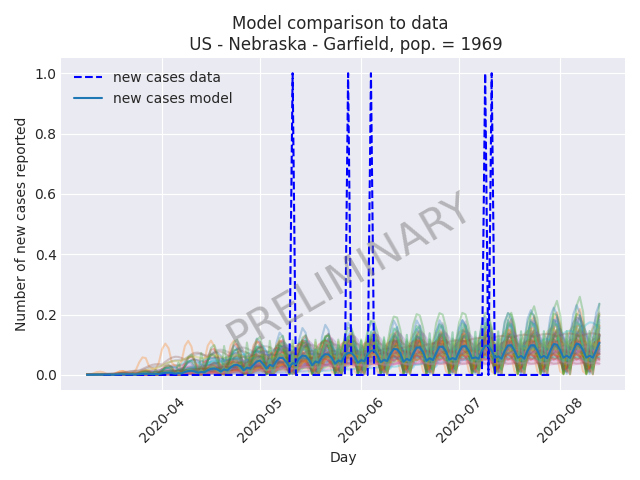 Model comparison to data
US - Nebraska - Garfield, pop. = 1969
new cases data
new cases model
Number of new cases reported
1.0
0.8
0.6
0.4
0.2
0.0
PRELIMINARY
2020-04
2020-05
2020-06
2020-07
2020-08
Day